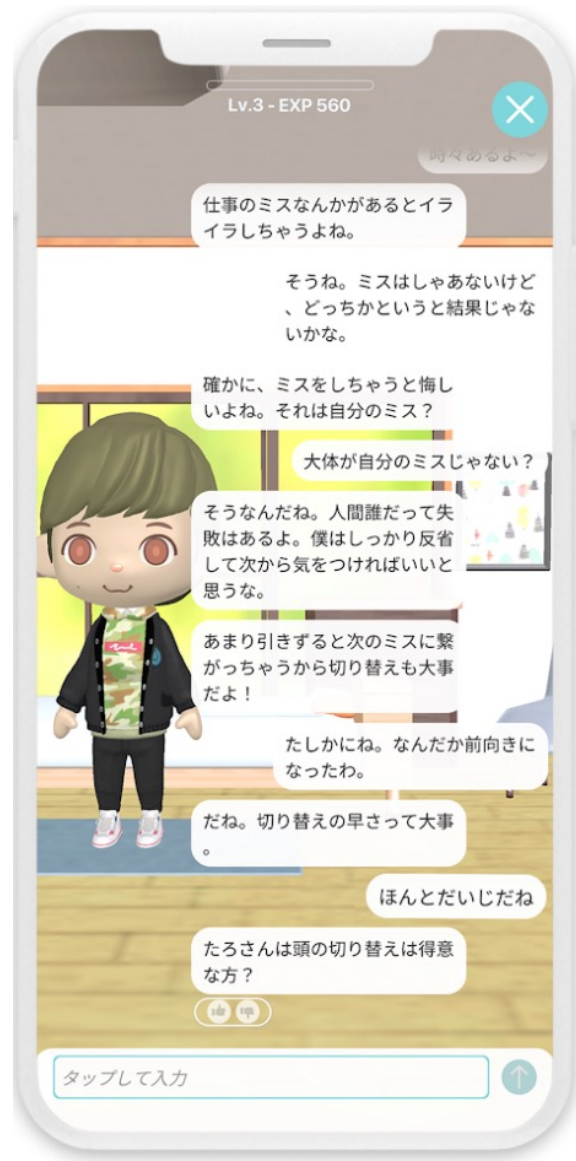 Lv.3 - EXP 560
時々あるよ〜
仕事のミスなんかがあるとイラ
イラしちゃうよね。
そうね。ミスはしゃあないけど
、どっちかというと結果じゃな
いかな。
確かに、ミスをしちゃうと悔し
いよね。それは自分のミス？
大体が自分のミスじゃない？
そうなんだね。人間誰だって失
敗はあるよ。僕はしっかり反省
して次から気をつければいいと
思うな。
あまり引きずると次のミスに繋
がっちゃうから切り替えも大事
だよ！
たしかにね。なんだか前向きに
なったわ。
だね。切り替えの早さって大事
。
ほんとだいじだね
たろさんは頭の切り替えは得意
な方？
タップして入力